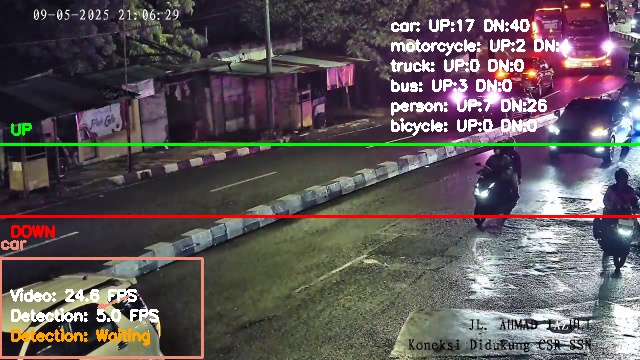 09-05-2025 21:06:29
car: UP:17 DN:40
motorcycle: UP:2 DN:
truck: UP:0 DN:0
bus: UP:3 DN:0
person: UP:7 DN:26
bicycle: UP:0 DN:0
UP
DOWN
car
Video: 24.6 FPS
Detection: 5.0 FPS
Detection: Waiting
JL. AHMAD
Koneksi Didukung CSR SSN